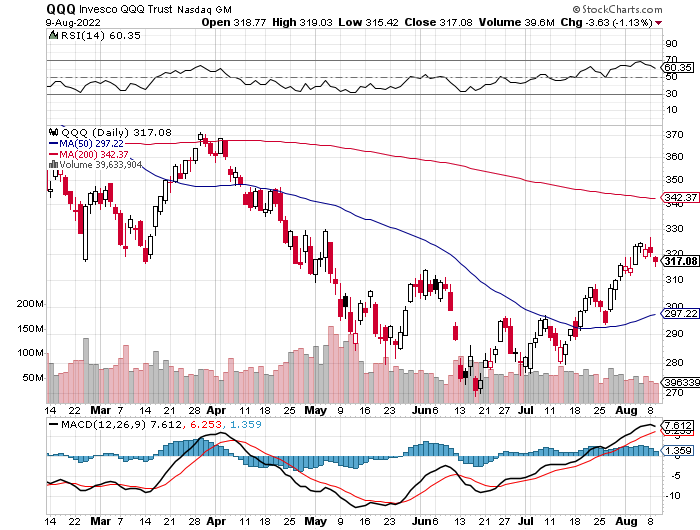 QQQ Invesco QQQ Trust Nasdaq GM © StockCharts.com
9-Aug-2022 Open 318.77 High 319.03 Low 315.42 Close 317.08 Volume 39.6M Chg -3.63 (-1.13%)
RSI(14) 60.35
90
70
60.35
50
30
10
QQQ (Daily) 317.08
MA(50) 297.22
MA(200) 342.37
Volume 39,633,904
370
360
350
342.37
330
320
317.08
310
300
297.22
290
280
270
200M
150M
100M
50M
14 22 Mar 7 14 21 28 Apr 11 18 25 May 9 16 23 Jun 6 13 21 27 Jul 11 18 25 Aug 8
MACD(12,26,9) 7.612, 6.253, 1.359
7.612
1.359
-5
-10
14 22 Mar 7 14 21 28 Apr 11 18 25 May 9 16 23 Jun 6 13 21 27 Jul 11 18 25 Aug 8